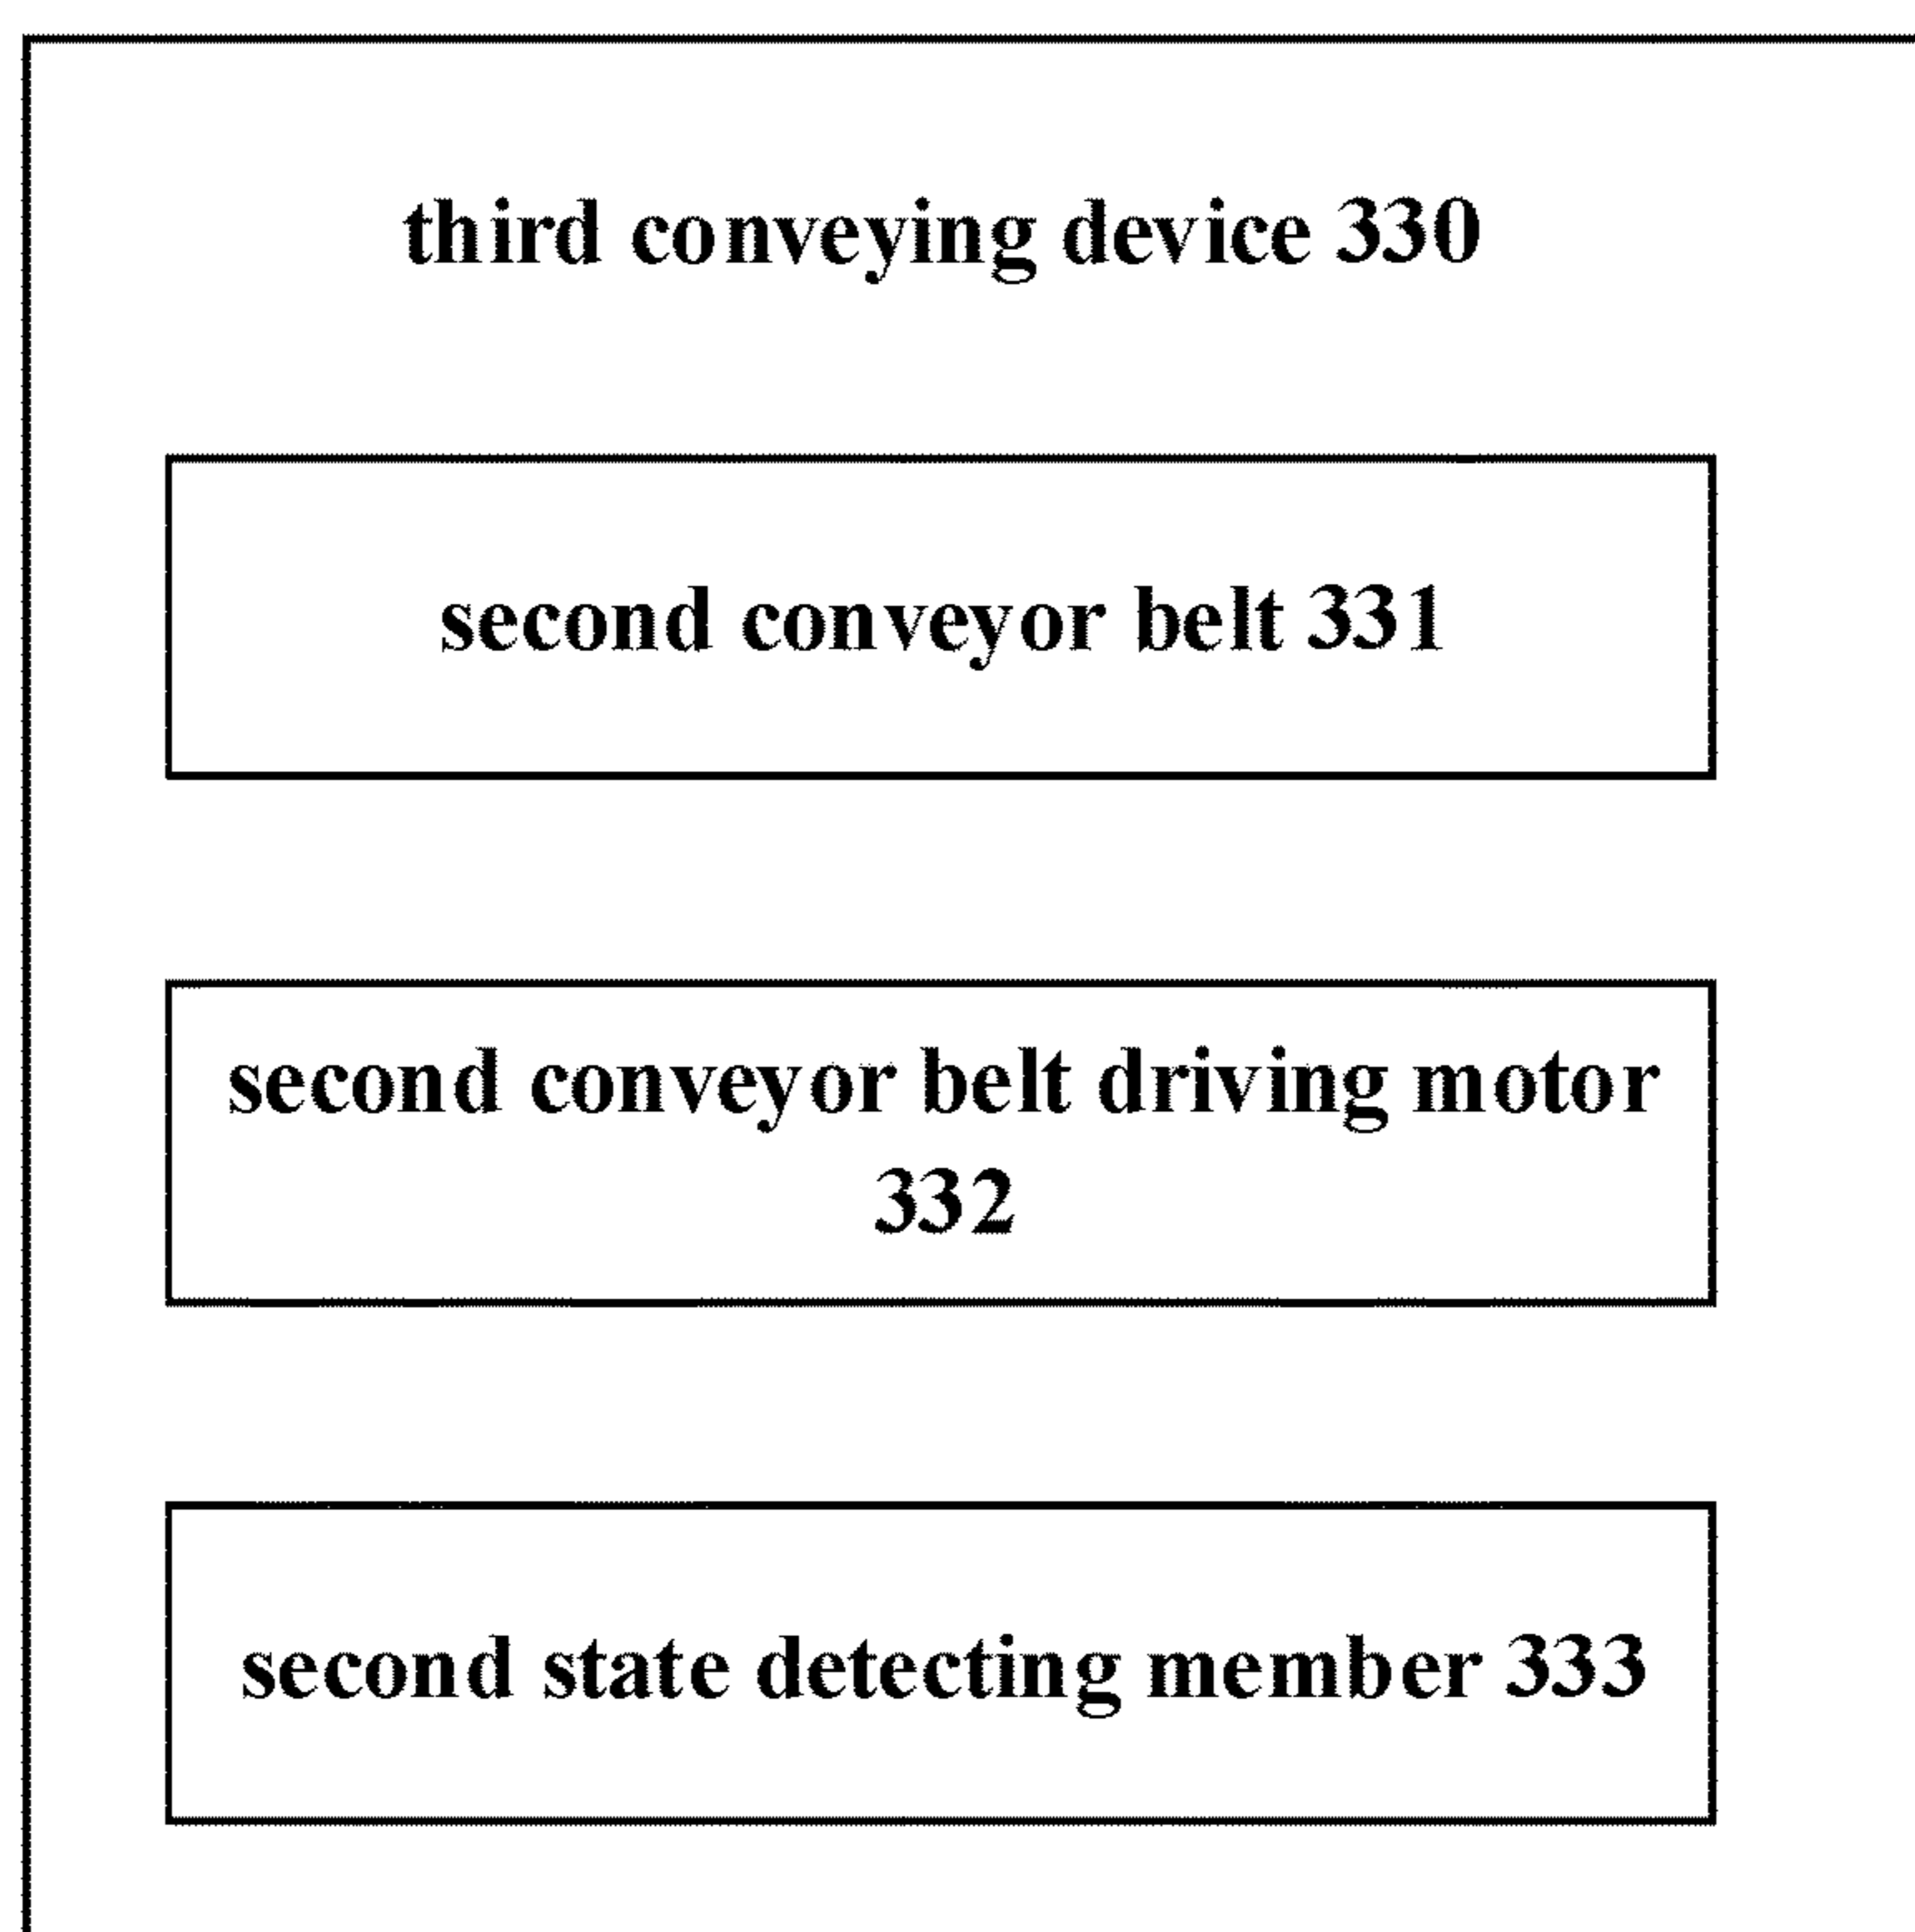 third conveying device 330
second conveyor belt 331
second conveyor belt driving motor
332
second state detecting member 333